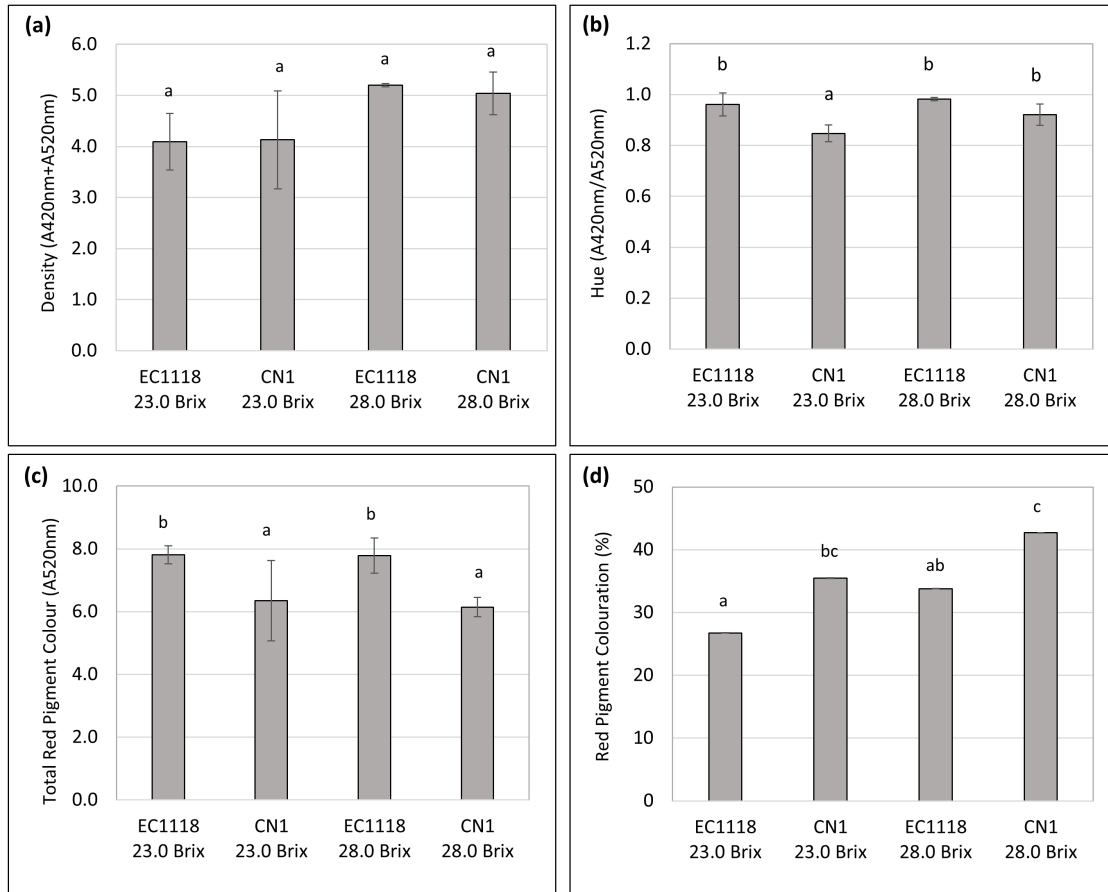 (a)
Density (A420nm+A520nm)
6.0
5.0
4.0
3.0
2.0
1.0
0.0
a
a
a
a
EC1118
23.0 Brix
CN1
23.0 Brix
EC1118
28.0 Brix
CN1
28.0 Brix
(b)
Hue (A420nm/A520nm)
1.2
1.0
0.8
0.6
0.4
0.2
0.0
b
a
b
b
EC1118
23.0 Brix
CN1
23.0 Brix
EC1118
28.0 Brix
CN1
28.0 Brix
(c)
Total Red Pigment Colour (A520nm)
10.0
8.0
6.0
4.0
2.0
0.0
b
a
b
a
EC1118
23.0 Brix
CN1
23.0 Brix
EC1118
28.0 Brix
CN1
28.0 Brix
(d)
Red Pigment Colouration (%)
50
40
30
20
10
0
a
bc
ab
c
EC1118
23.0 Brix
CN1
23.0 Brix
EC1118
28.0 Brix
CN1
28.0 Brix